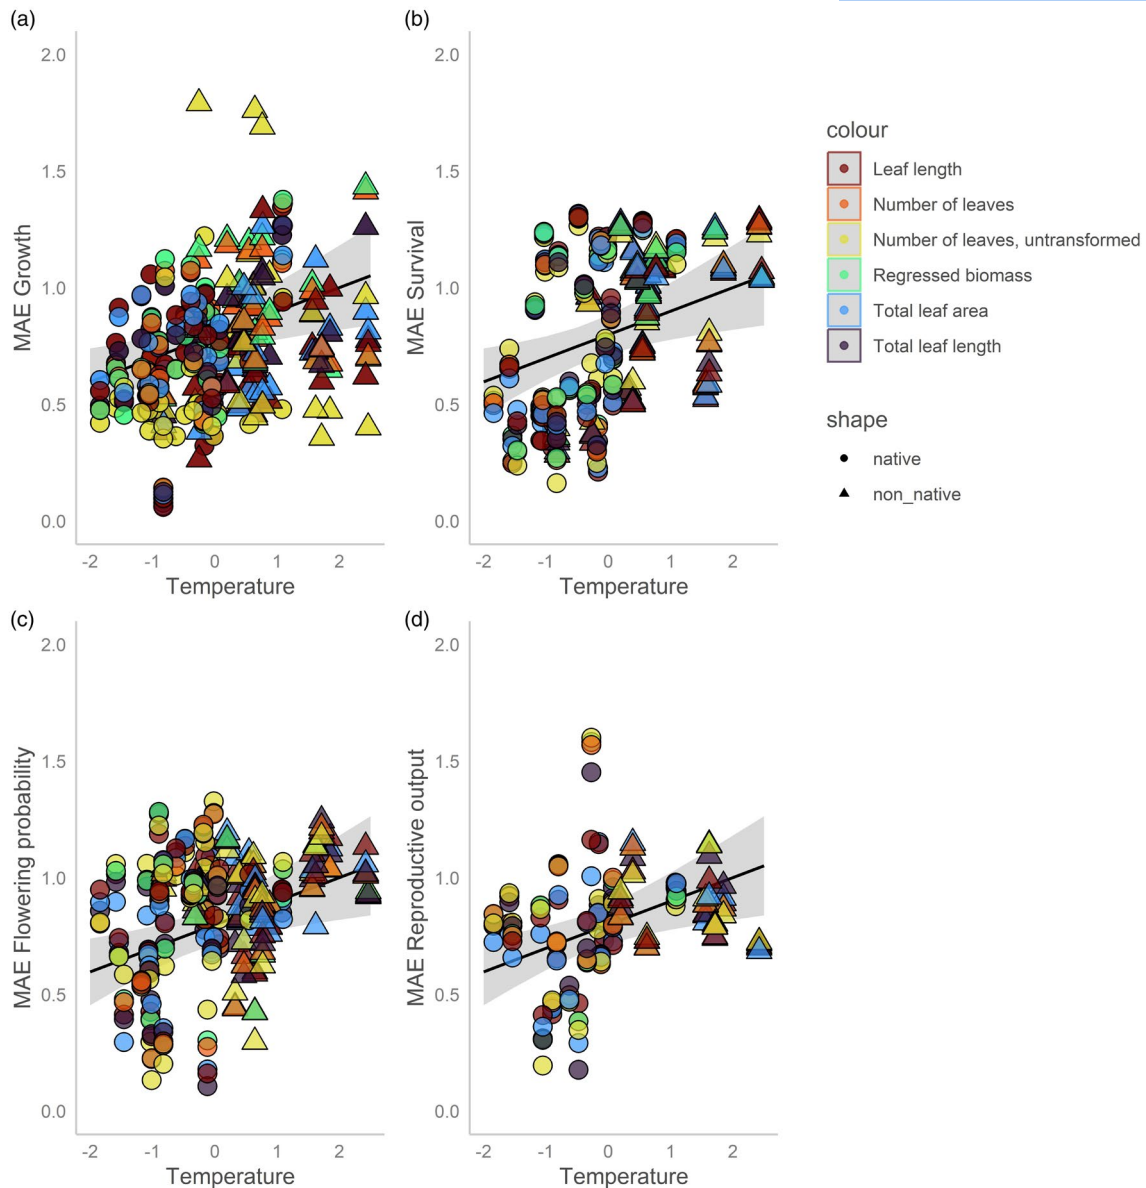 (a)
2.0
1.5
1.0
0.5
0.0
MAE Growth
-2 -1 0 1 2
Temperature
(b)
2.0
1.5
1.0
0.5
0.0
MAE Survival
-2 -1 0 1 2
Temperature
colour
Leaf length
Number of leaves
Number of leaves, untransformed
Regressed biomass
Total leaf area
Total leaf length
shape
native
non_native
(c)
2.0
1.5
1.0
0.5
0.0
MAE Flowering probability
-2 -1 0 1 2
Temperature
(d)
2.0
1.5
1.0
0.5
0.0
MAE Reproductive output
-2 -1 0 1 2
Temperature